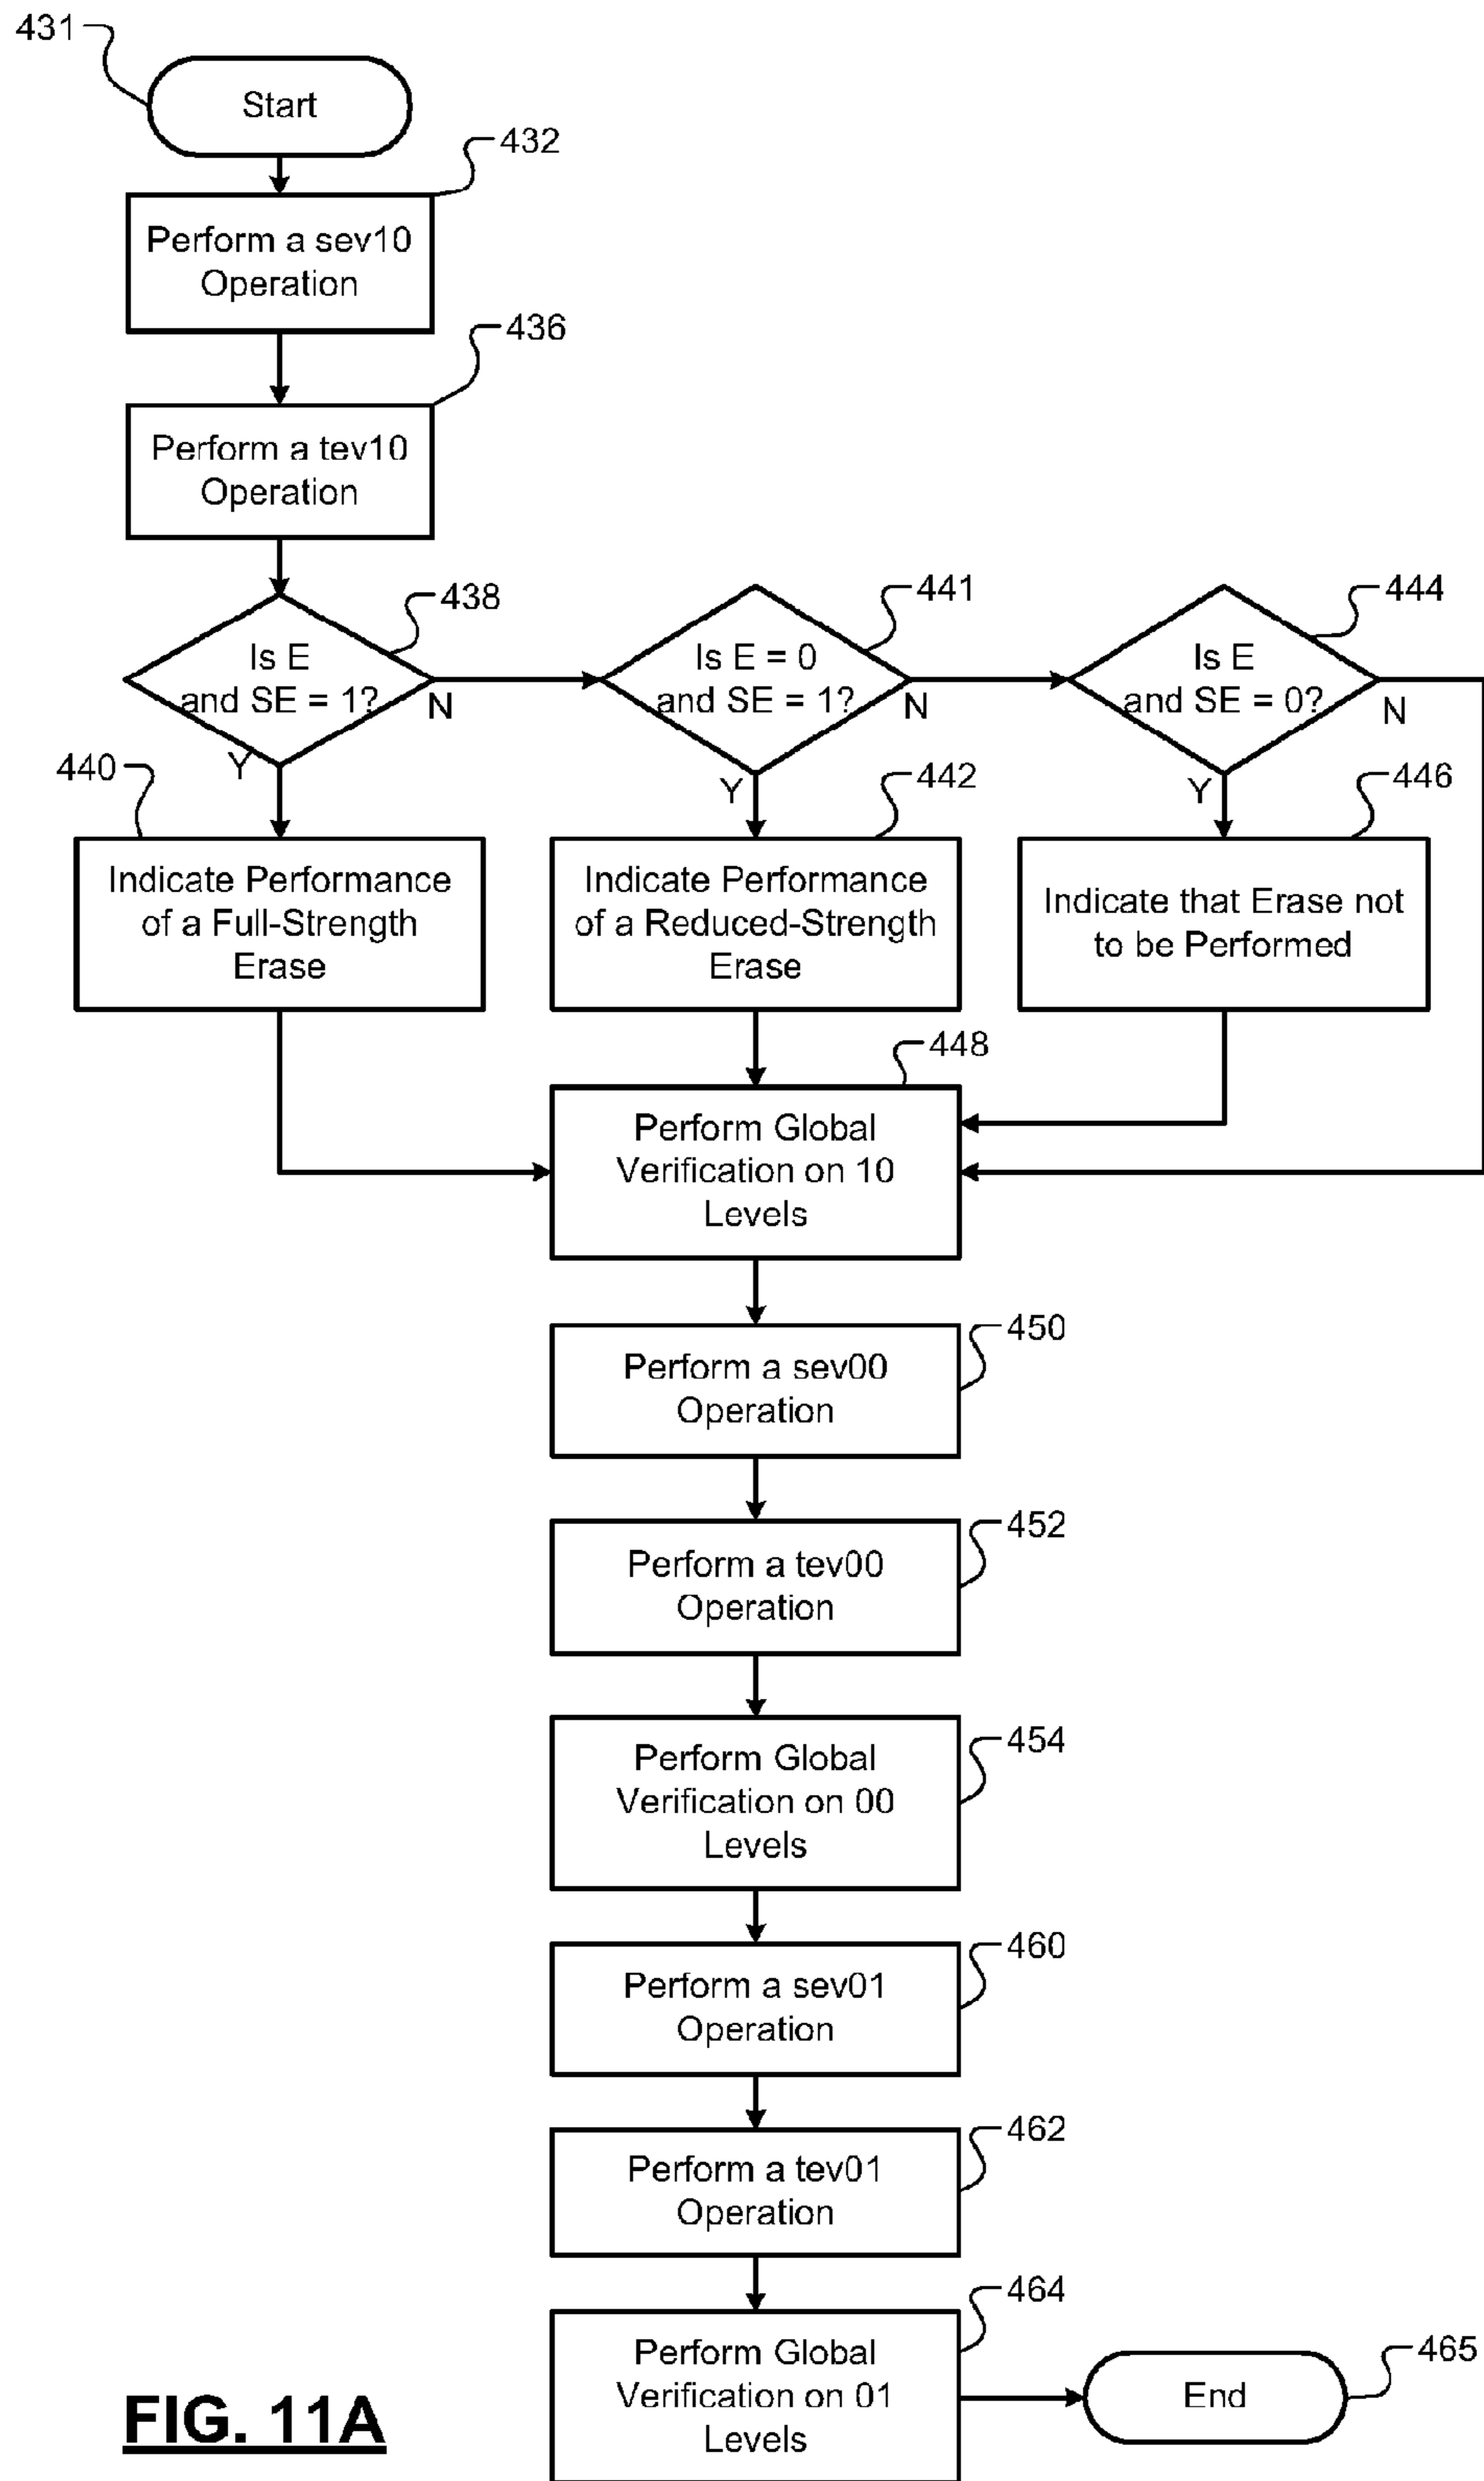 431
Start
432
Perform a sev10
Operation
436
Perform a tev10
Operation
438
Is E
and SE = 1?
N
Y
441
Is E = 0
and SE = 1?
N
Y
444
Is E
and SE = 0?
N
Y
440
Indicate Performance
of a Full-Strength
Erase
442
Indicate Performance
of a Reduced-Strength
Erase
446
Indicate that Erase not
to be Performed
448
Perform Global
Verification on 10
Levels
450
Perform a sev00
Operation
452
Perform a tev00
Operation
454
Perform Global
Verification on 00
Levels
460
Perform a sev01
Operation
462
Perform a tev01
Operation
464
Perform Global
Verification on 01
Levels
465
End
FIG. 11A